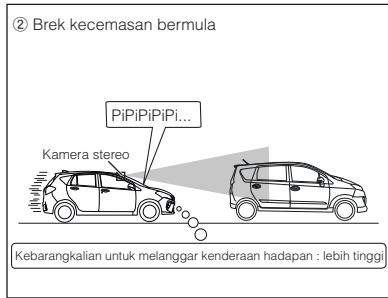 ② Brek kecemasan bermula
PiPiPiPiPi...
Kamera stereo
Kebarangkalian untuk melanggar kenderaan hadapan : lebih tinggi